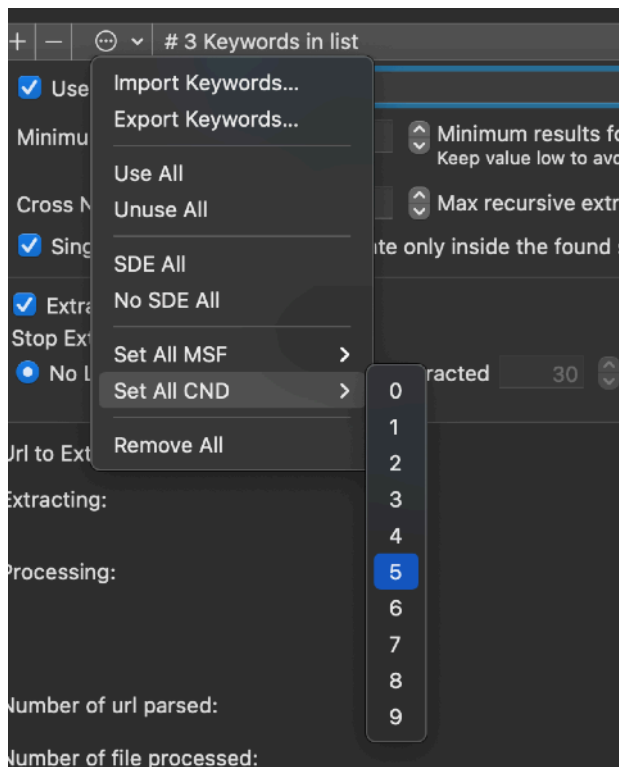 + − # 3 Keywords in list
Use
Import Keywords...
Export Keywords...
Minimum results fo
Keep value low to avo
Minimu
Use All
Unuse All
Cross N
Max recursive extr
Sing
te only inside the found
SDE All
No SDE All
Extra
Stop Ex
Set All MSF
No L
Set All CND
racted 30
0
1
2
3
4
5
6
7
8
9
Remove All
Url to Ext
Extracting:
Processing:
Number of url parsed:
Number of file processed: